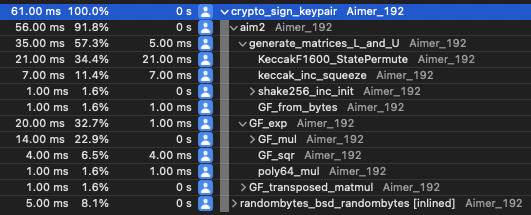 61.00 ms 100.0% 0 s crypto_sign_keypair Aimer_192
56.00 ms 91.8% 0 s aim2 Aimer_192
35.00 ms 57.3% 5.00 ms generate_matrices_L_and_U Aimer_192
21.00 ms 34.4% 21.00 ms KeccakF1600_StatePermute Aimer_192
7.00 ms 11.4% 7.00 ms keccak_inc_squeeze Aimer_192
1.00 ms 1.6% 0 s shake256_inc_init Aimer_192
1.00 ms 1.6% 1.00 ms GF_from_bytes Aimer_192
20.00 ms 32.7% 1.00 ms GF_exp Aimer_192
14.00 ms 22.9% 0 s GF_mul Aimer_192
4.00 ms 6.5% 4.00 ms GF_sqr Aimer_192
1.00 ms 1.6% 1.00 ms poly64_mul Aimer_192
1.00 ms 1.6% 0 s GF_transposed_matmul Aimer_192
5.00 ms 8.1% 0 s randombytes_bsd_randombytes [inlined] Aimer_192